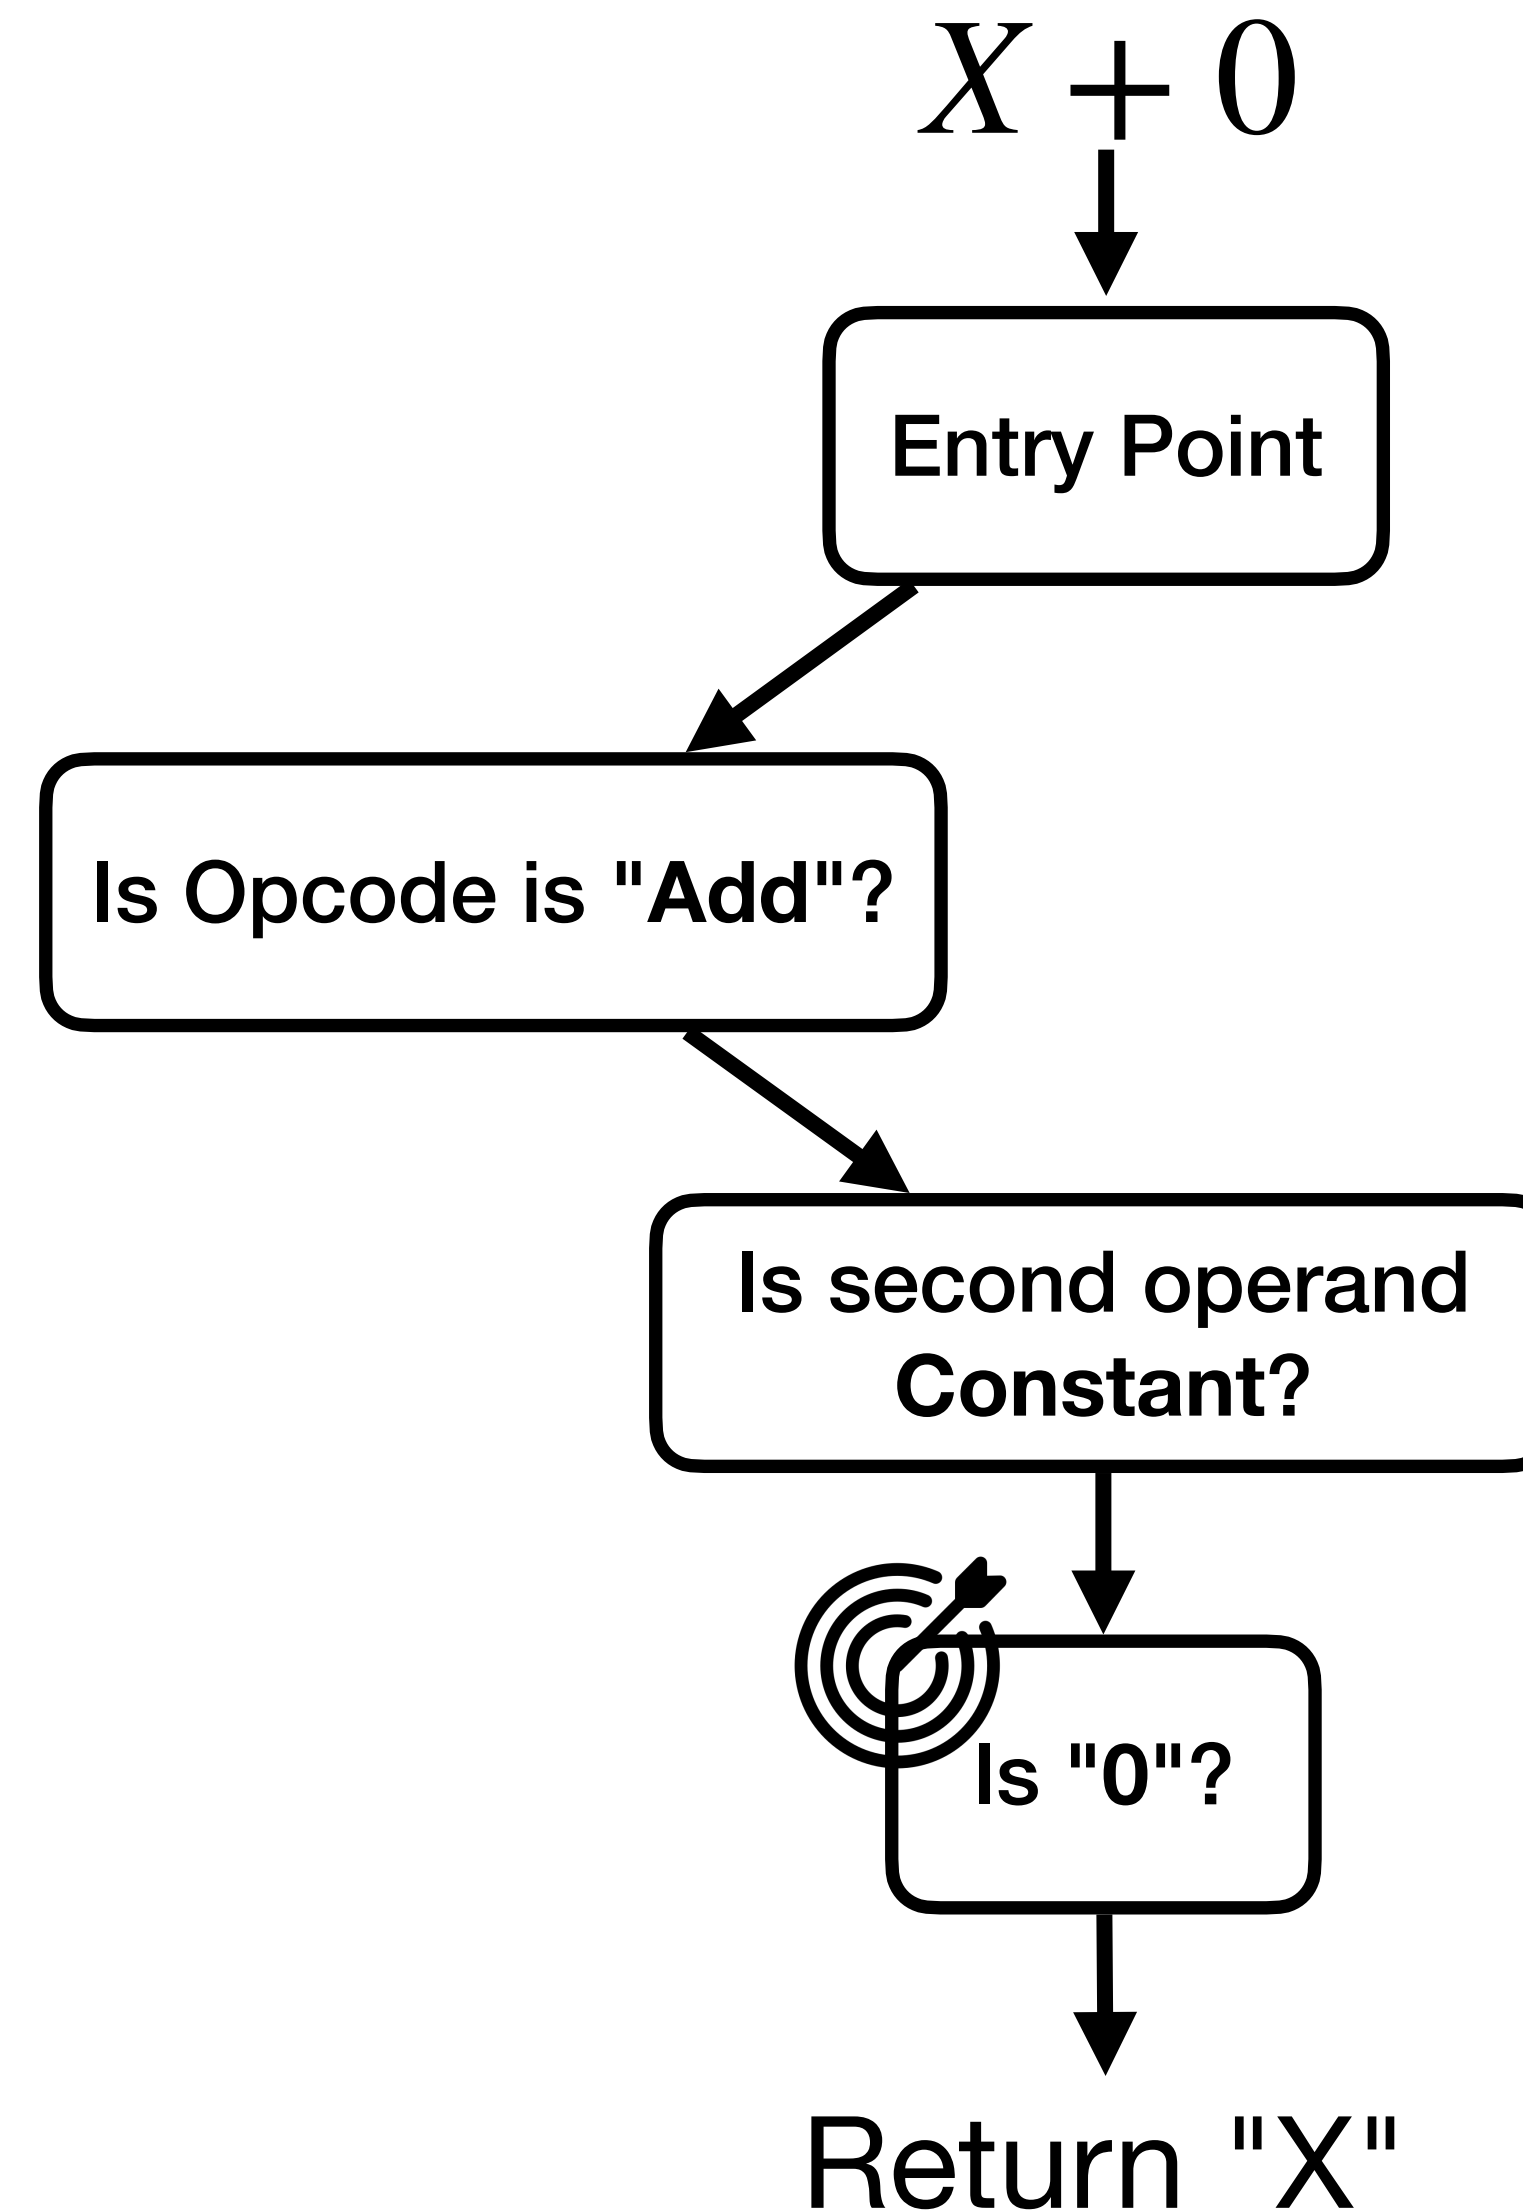 X + 0
Entry Point
Is Opcode is "Add"?
Is second operand
Constant?
Is "0"?
Return "X"